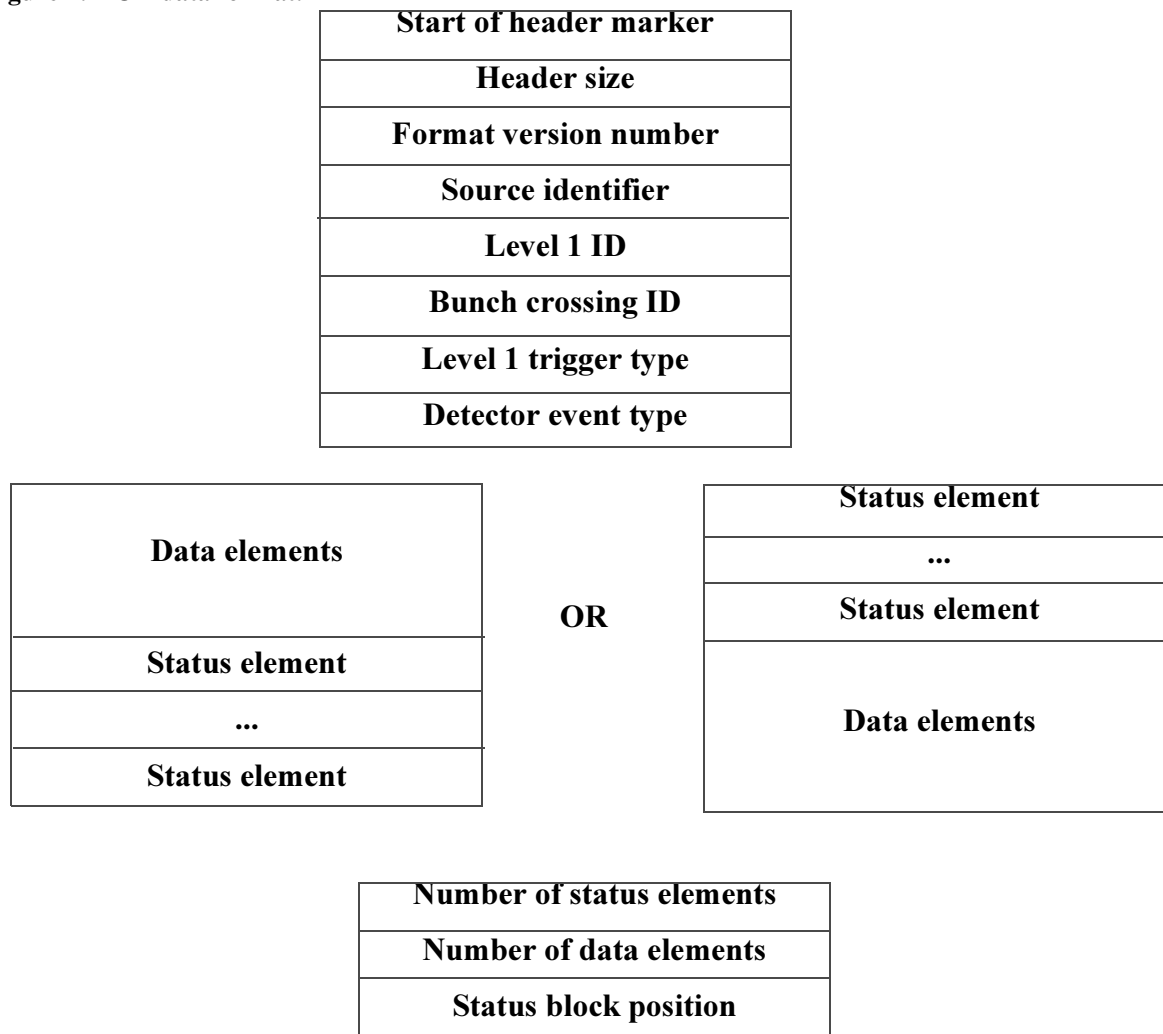 Start of header marker
Header size
Format version number
Source identifier
Level 1 ID
Bunch crossing ID
Level 1 trigger type
Detector event type
Data elements
Status element
...
Status element
OR
Status element
...
Status element
Data elements
Number of status elements
Number of data elements
Status block position